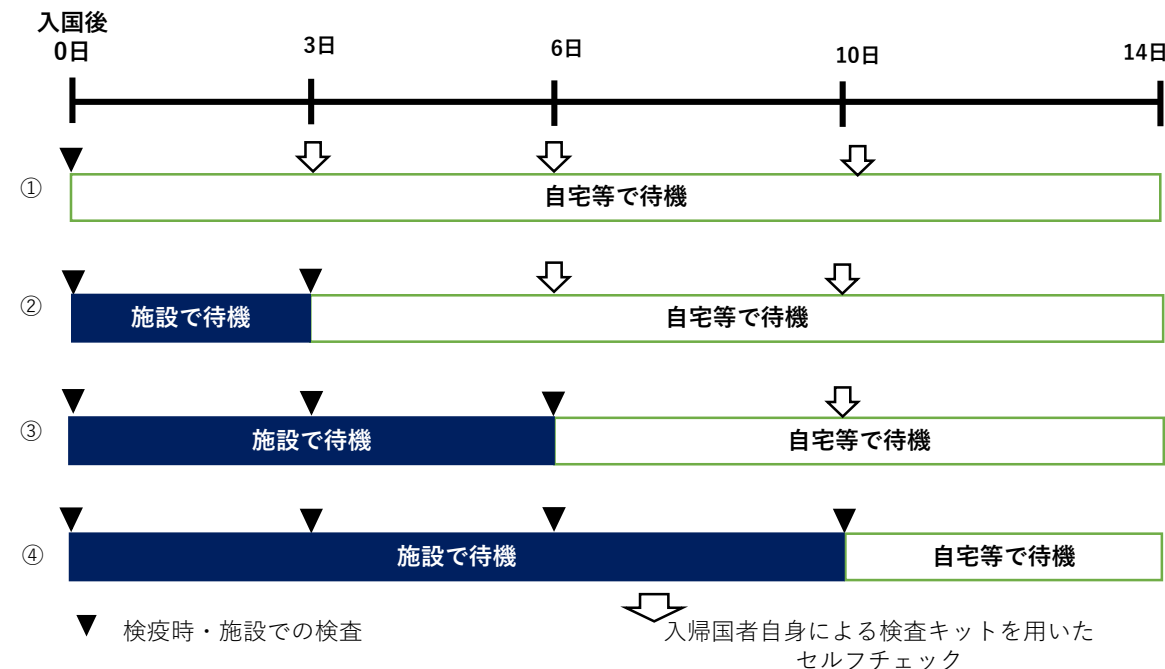 入国後
0日
3日
6日
10日
14日
①
自宅等で待機
②
施設で待機
自宅等で待機
③
施設で待機
自宅等で待機
④
施設で待機
自宅等で待機
検疫時・施設での検査
入帰国者自身による検査キットを用いた
セルフチェック